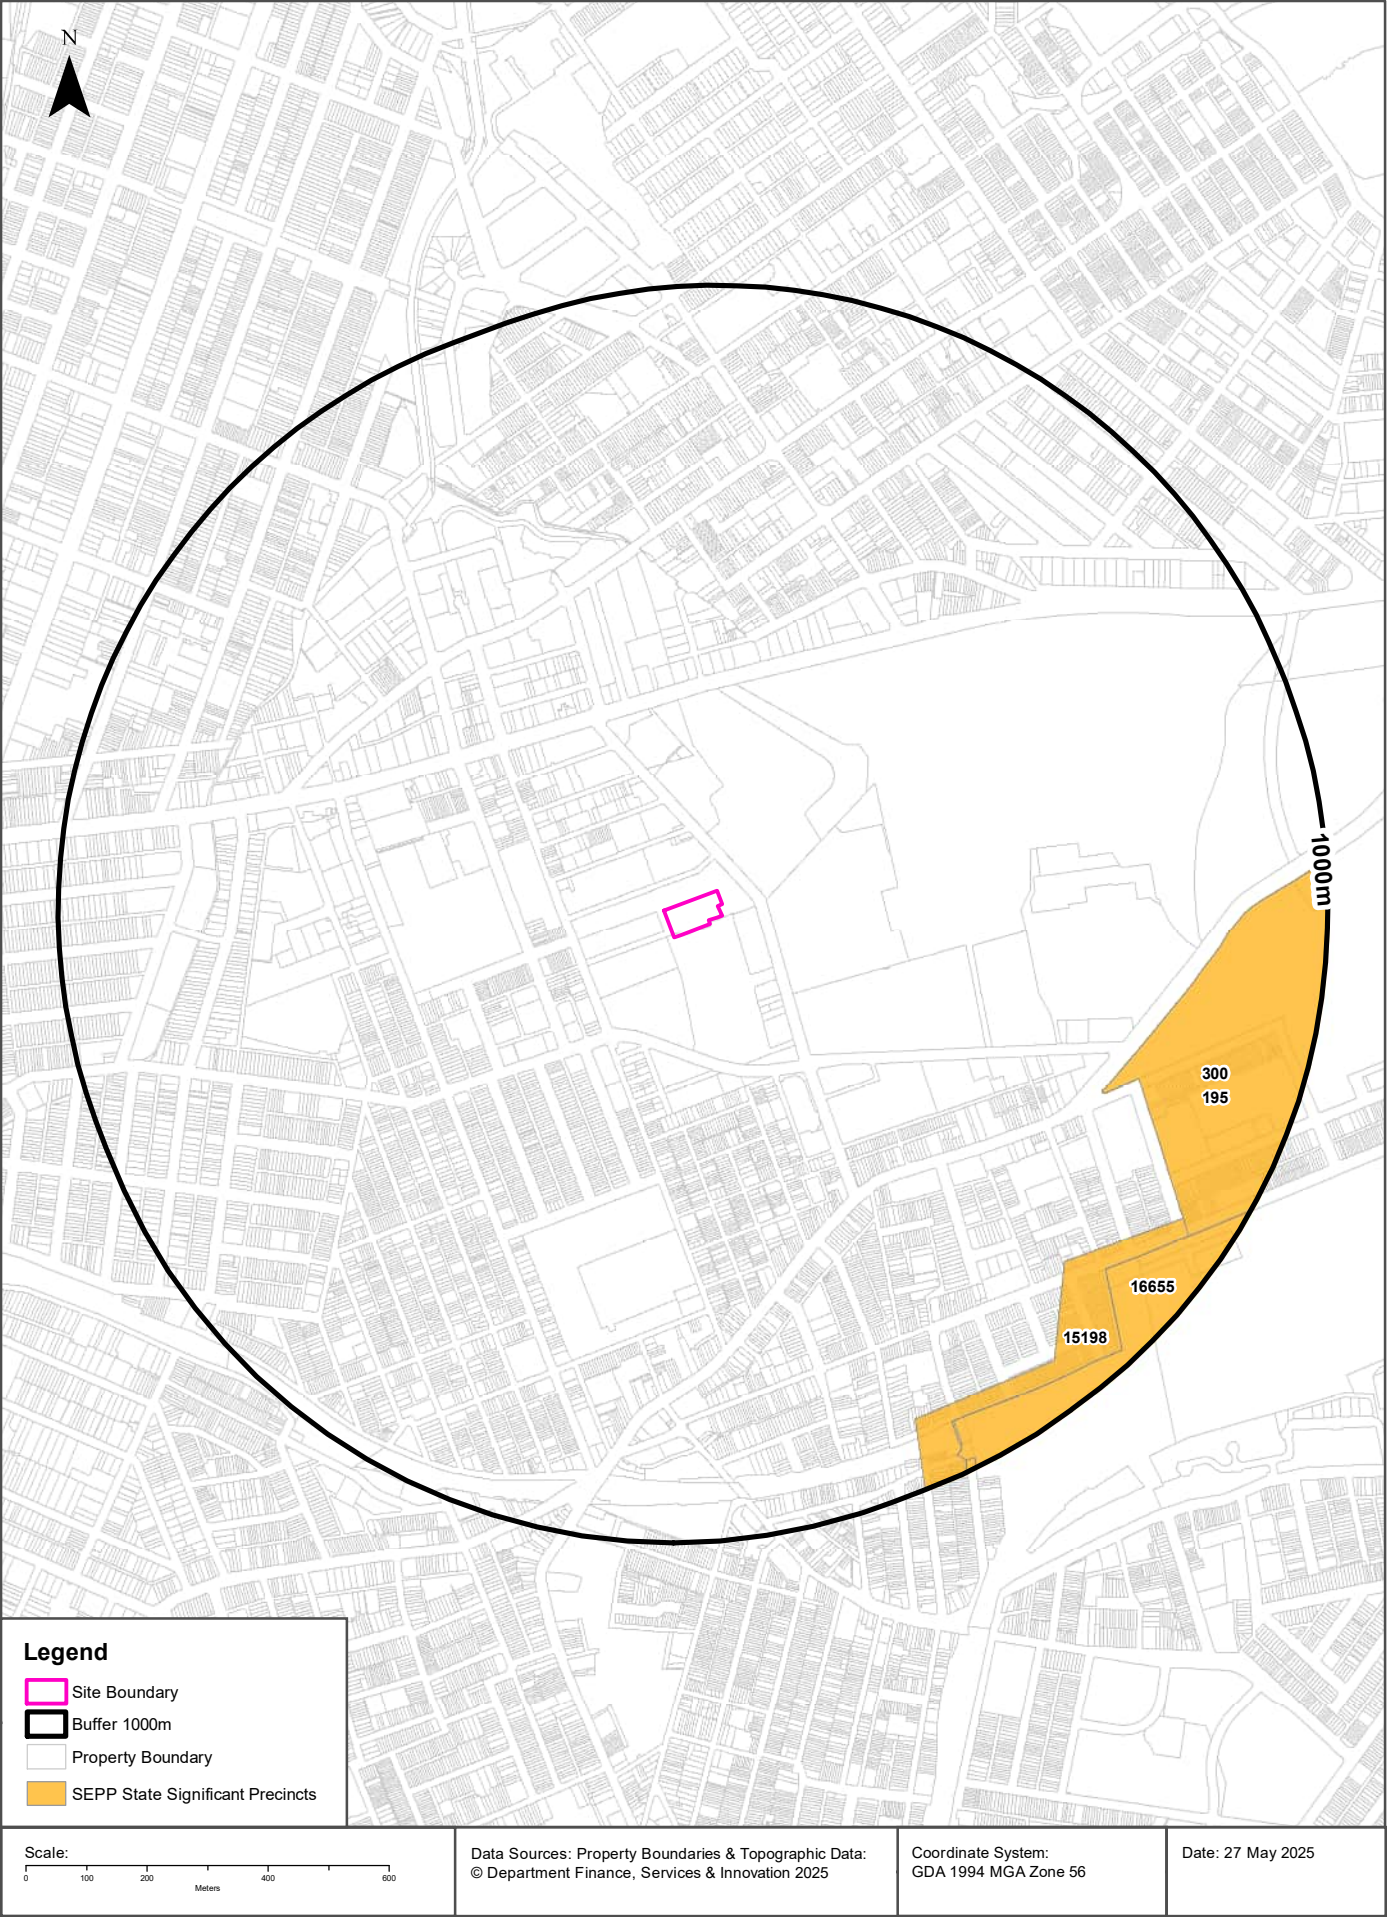 N
1000m
300
195
16655
15198
Legend
Site Boundary
Buffer 1000m
Property Boundary
SEPP State Significant Precincts
Scale:
0 100 200 400 600
Meters
Data Sources: Property Boundaries & Topographic Data:
© Department Finance, Services & Innovation 2025
Coordinate System:
GDA 1994 MGA Zone 56
Date: 27 May 2025